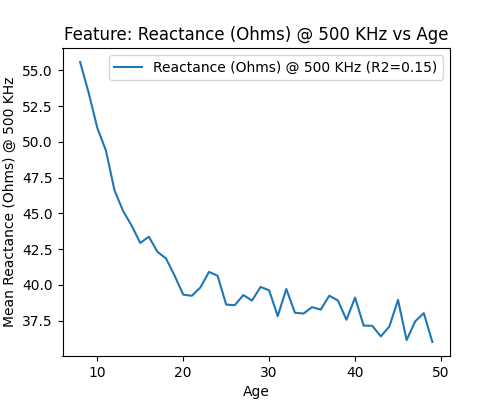 Feature: Reactance (Ohms) @ 500 KHz vs Age
Reactance (Ohms) @ 500 KHz (R2=0.15)
Mean Reactance (Ohms) @ 500 KHz
55.0
52.5
50.0
47.5
45.0
42.5
40.0
37.5
10 20 30 40 50
Age